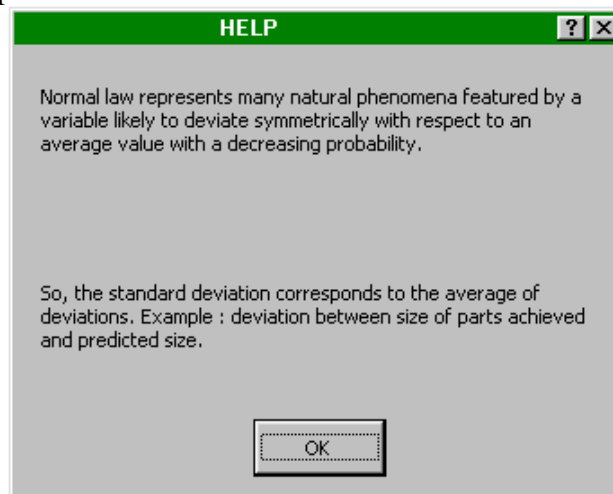 HELP
Normal law represents many natural phenomena featured by a
variable likely to deviate symmetrically with respect to an
average value with a decreasing probability.
So, the standard deviation corresponds to the average of
deviations. Example : deviation between size of parts achieved
and predicted size.
OK